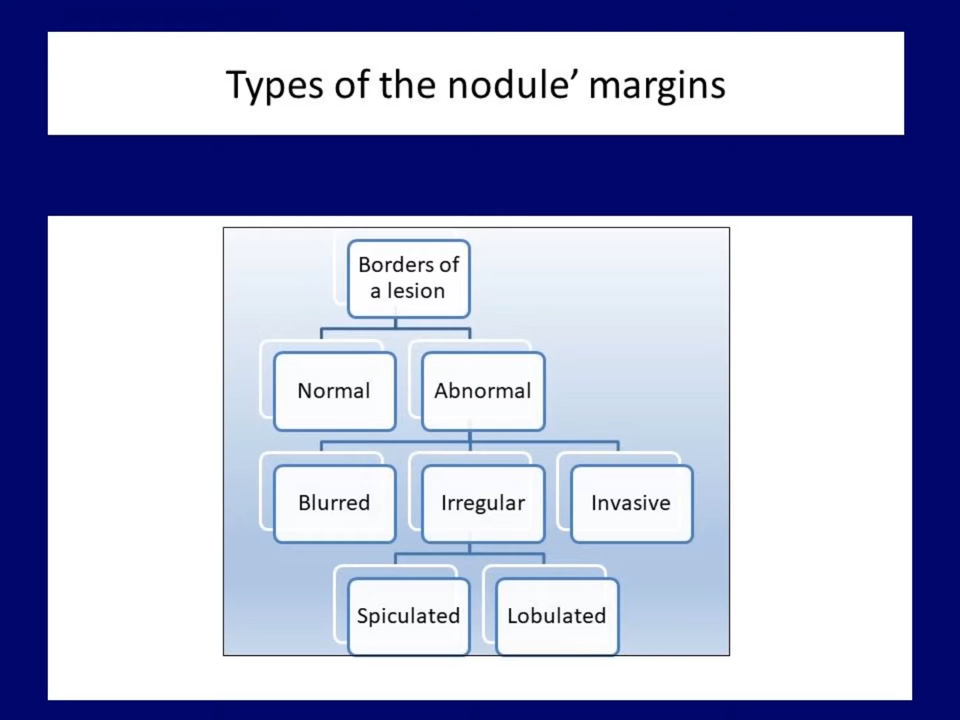 Types of the nodule’ margins
Borders of
a lesion
Normal
Abnormal
Blurred
Irregular
Invasive
Spiculated
Lobulated